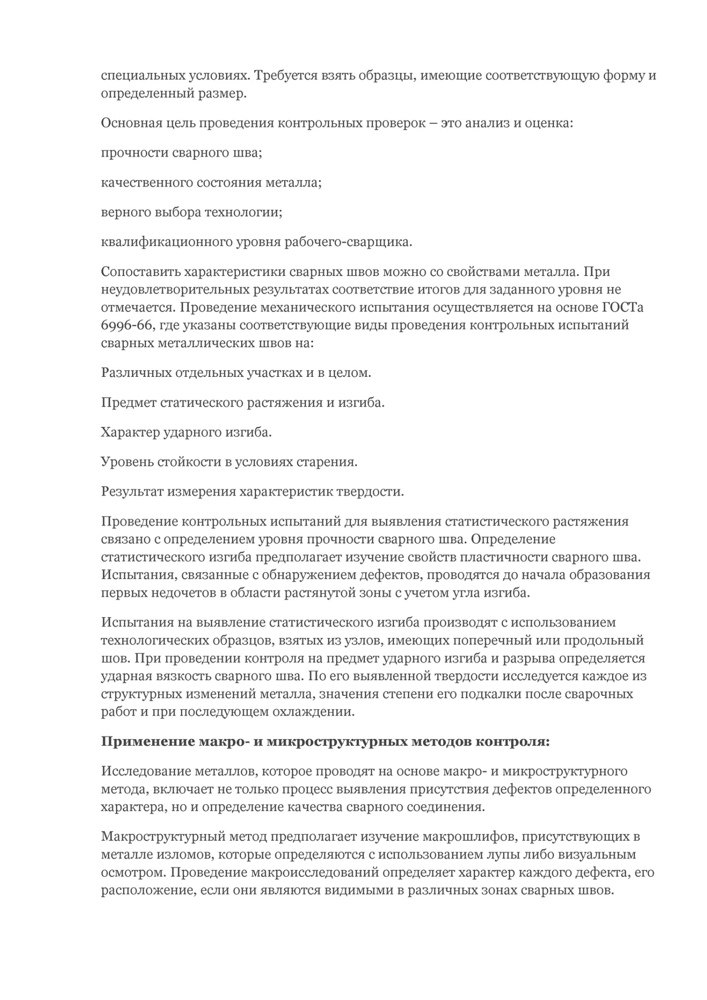 специальных условиях. Требуется взять образцы, имеющие соответствующую форму и
определенный размер.
Основная цель проведения контрольных проверок – это анализ и оценка:
прочности сварного шва;
качественного состояния металла;
верного выбора технологии;
квалификационного уровня рабочего-сварщика.
Сопоставить характеристики сварных швов можно со свойствами металла. При
неудовлетворительных результатах соответствие итогов для заданного уровня не
отмечается. Проведение механического испытания осуществляется на основе ГОСТа
6996-66, где указаны соответствующие виды проведения контрольных испытаний
сварных металлических швов на:
Различных отдельных участках и в целом.
Предмет статического растяжения и изгиба.
Характер ударного изгиба.
Уровень стойкости в условиях старения.
Результат измерения характеристик твердости.
Проведение контрольных испытаний для выявления статистического растяжения
связано с определением уровня прочности сварного шва. Определение
статистического изгиба предполагает изучение свойств пластичности сварного шва.
Испытания, связанные с обнаружением дефектов, проводятся до начала образования
первых недочетов в области растянутой зоны с учетом угла изгиба.
Испытания на выявление статистического изгиба производят с использованием
технологических образцов, взятых из узлов, имеющих поперечный или продольный
шов. При проведении контроля на предмет ударного изгиба и разрыва определяется
ударная вязкость сварного шва. По его выявленной твердости исследуется каждое из
структурных изменений металла, значения степени его подкалки после сварочных
работ и при последующем охлаждении.
Применение макро- и микроструктурных методов контроля:
Исследование металлов, которое проводят на основе макро- и микроструктурного
метода, включает не только процесс выявления присутствия дефектов определенного
характера, но и определение качества сварного соединения.
Макроструктурный метод предполагает изучение макрошлифов, присутствующих в
металле изломов, которые определяются с использованием лупы либо визуальным
осмотром. Проведение макроисследований определяет характер каждого дефекта, его
расположение, если они являются видимыми в различных зонах сварных швов.